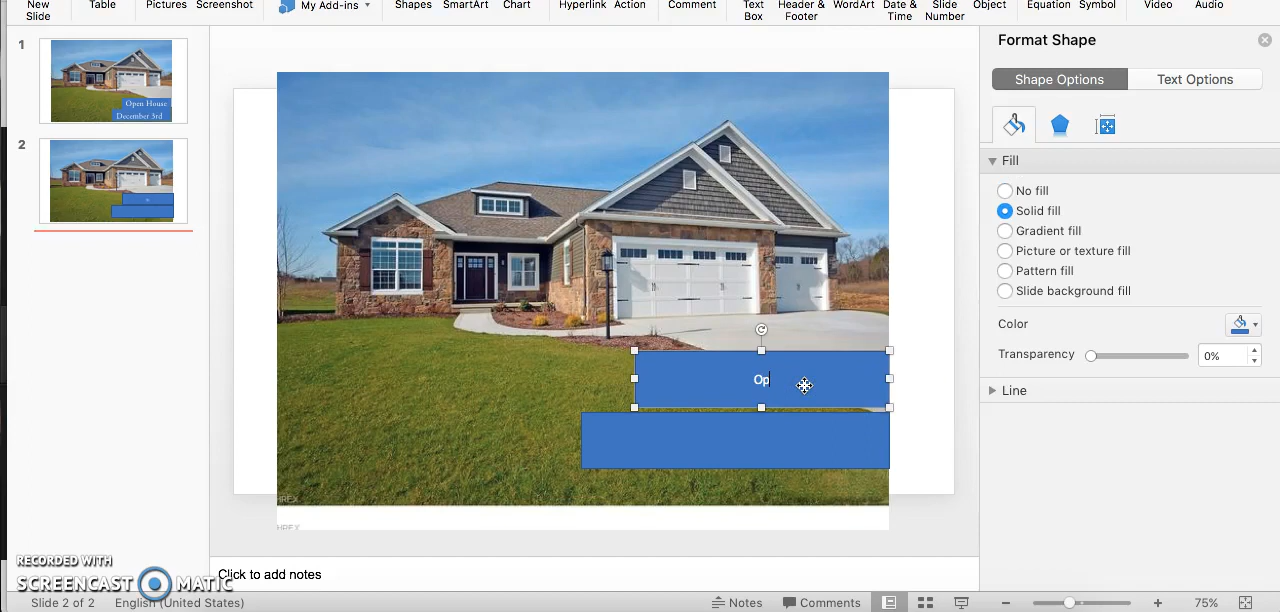 New
Slide
Table
Pictures
Screenshot
My Add-ins
Shapes
SmartArt
Chart
Hyperlink
Action
Comment
Text
Box
Header &
Footer
WordArt
Date &
Time
Slide
Number
Object
Equation
Symbol
Video
Audio
1
Open House
December 3rd
2
Op
HREX
HREX
Click to add notes
Format Shape
Shape Options
Text Options
Fill
No fill
Solid fill
Gradient fill
Picture or texture fill
Pattern fill
Slide background fill
Color
Transparency
0%
Line
RECORDED WITH
SCREENCAST MATIC
Slide 2 of 2
English (United States)
Notes
Comments
75%